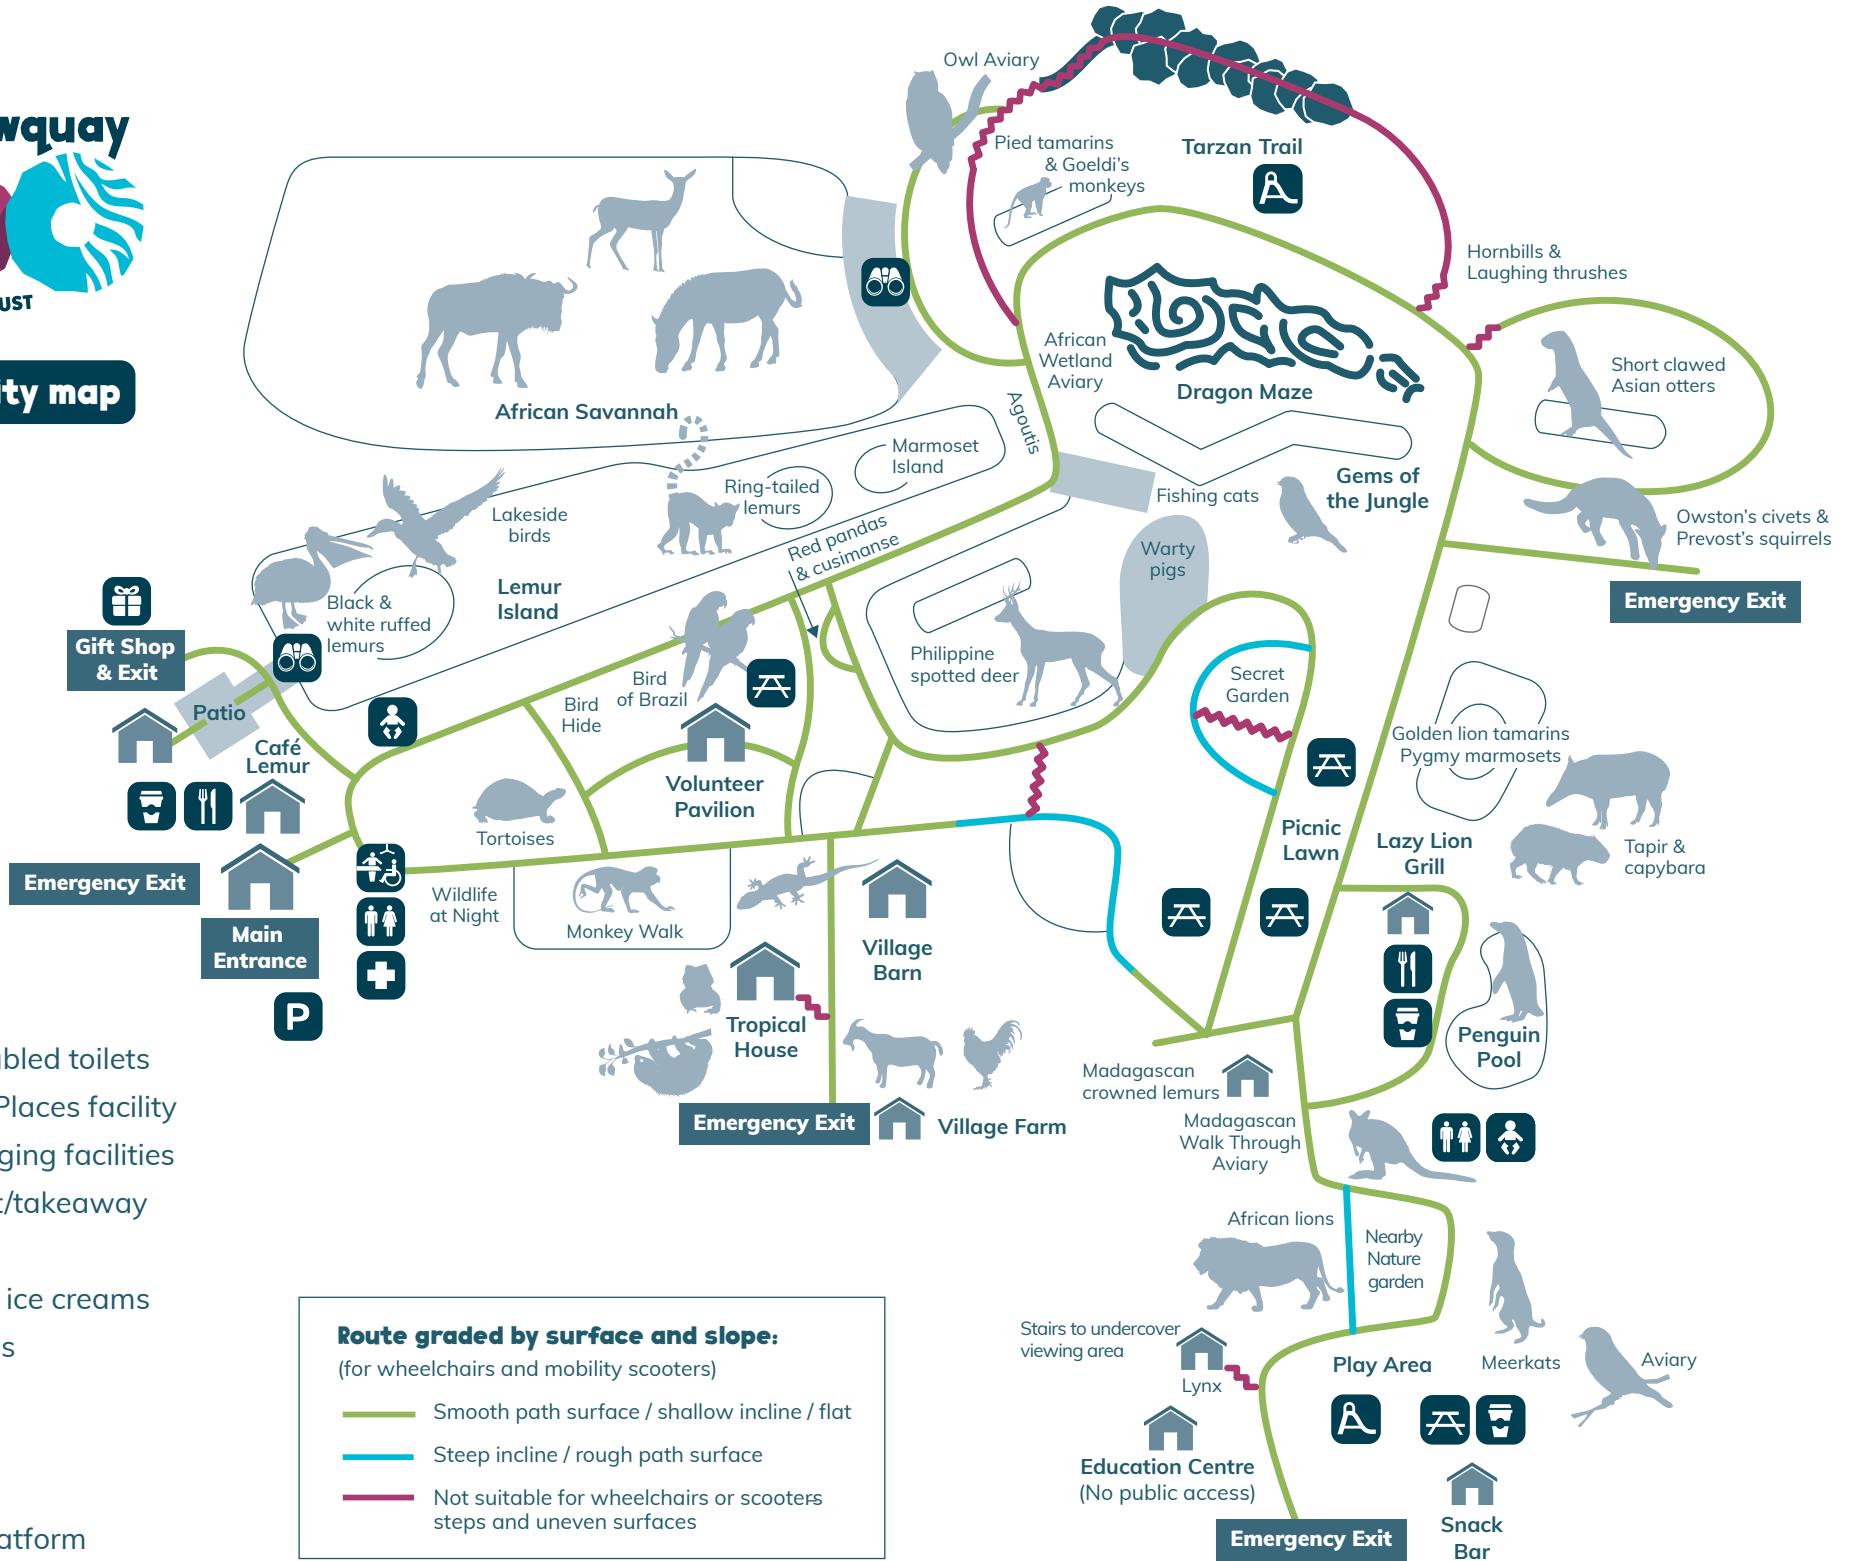 wquay
UST
ty map
Owl Aviary
Pied tamarins
& Goeldi's
monkeys
Tarzan Trail
Hornbills &
Laughing thrushes
Short clawed
Asian otters
African
Wetland
Aviary
Dragon Maze
African Savannah
Agoutis
Marmoset
Island
Ring-tailed
lemurs
Gems of
the Jungle
Fishing cats
Owston's civets &
Prevost's squirrels
Lakeside
birds
Red pandas
& cusimanse
Warty
pigs
Lemur
Island
Black &
white ruffed
lemurs
Emergency Exit
Gift Shop
& Exit
Philippine
spotted deer
Secret
Garden
Bird
of Brazil
Bird
Hide
Patio
Golden lion tamarins
Pygmy marmosets
Café
Lemur
Volunteer
Pavilion
Tortoises
Picnic
Lawn
Lazy Lion
Grill
Tapir &
capybara
Emergency Exit
Wildlife
at Night
Monkey Walk
Village
Barn
Main
Entrance
P
Tropical
House
Penguin
Pool
Madagascan
crowned lemurs
Emergency Exit
Village Farm
Madagascan
Walk Through
Aviary
bled toilets
Places facility
ging facilities
t/takeaway
ice creams
s
atform
African lions
Nearby
Nature
garden
Stairs to undercover
viewing area
Lynx
Play Area
Meerkats
Aviary
Education Centre
(No public access)
Snack
Bar
Emergency Exit
Route graded by surface and slope:
(for wheelchairs and mobility scooters)
Smooth path surface / shallow incline / flat
Steep incline / rough path surface
Not suitable for wheelchairs or scooters–
steps and uneven surfaces